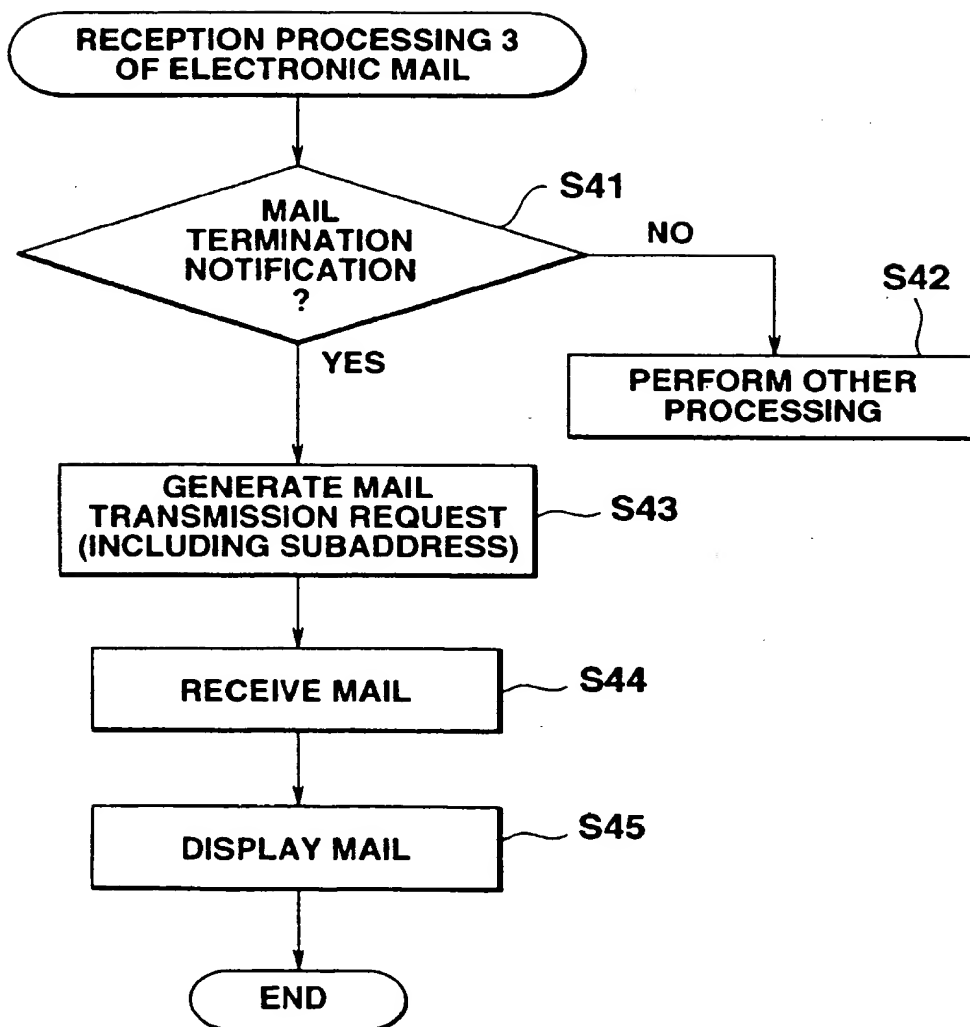 RECEPTION PROCESSING 3
OF ELECTRONIC MAIL
S41
MAIL
TERMINATION
NOTIFICATION
?
NO
S42
YES
PERFORM OTHER
PROCESSING
GENERATE MAIL
TRANSMISSION REQUEST
(INCLUDING SUBADDRESS)
S43
RECEIVE MAIL
S44
DISPLAY MAIL
S45
END